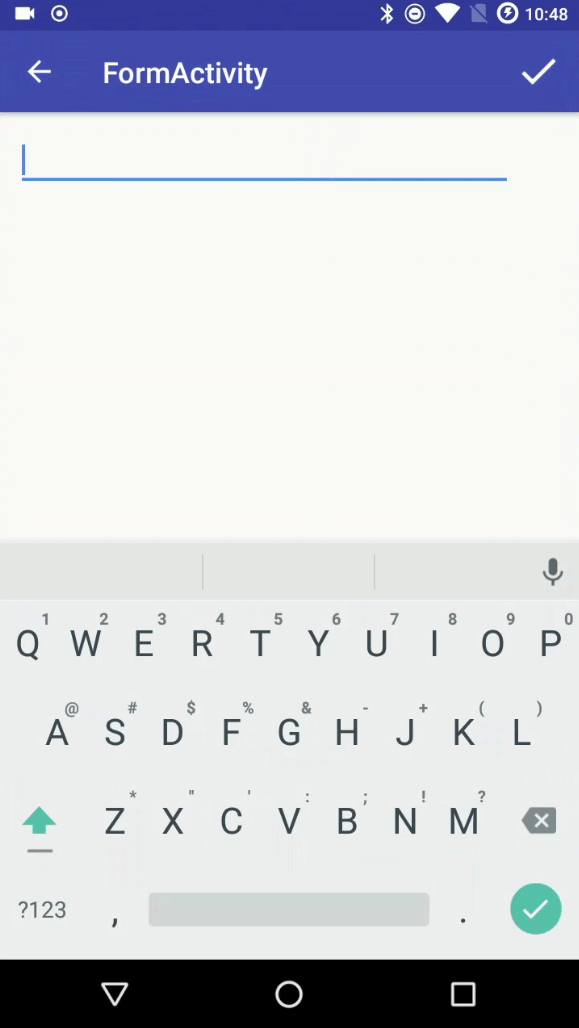 10:48
FormActivity
1 2 3 4 5 6 7 8 9 0
Q W E R T Y U I O P
@ # $ % & - + ( )
A S D F G H J K L
* " ' : ; ! ?
Z X C V B N M
?123 , .